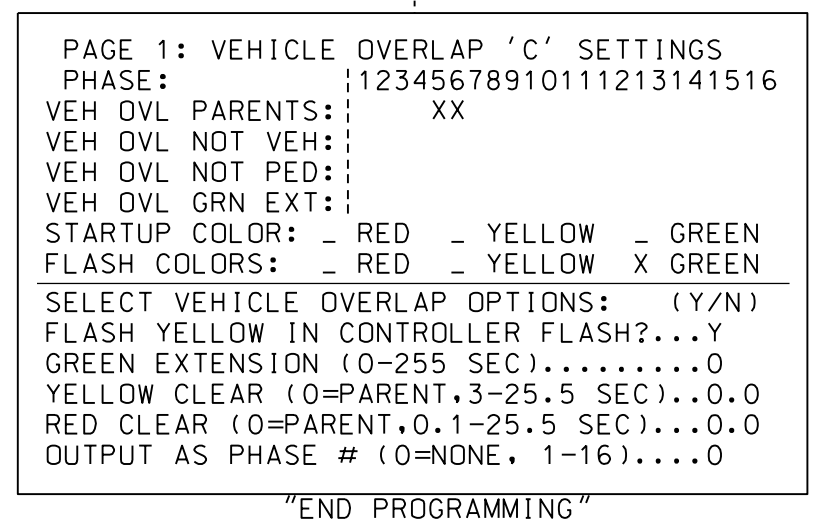 PAGE 1: VEHICLE OVERLAP 'C' SETTINGS
PHASE: 12345678910111213141516
VEH OVL PARENTS: XX
VEH OVL NOT VEH:
VEH OVL NOT PED:
VEH OVL GRN EXT:
STARTUP COLOR: _ RED _ YELLOW _ GREEN
FLASH COLORS: _ RED _ YELLOW X GREEN
SELECT VEHICLE OVERLAP OPTIONS: (Y/N)
FLASH YELLOW IN CONTROLLER FLASH?...Y
GREEN EXTENSION (0-255 SEC).........0
YELLOW CLEAR (0=PARENT,3-25.5 SEC)..0.0
RED CLEAR (0=PARENT,0.1-25.5 SEC)...0.0
OUTPUT AS PHASE # (0=NONE, 1-16)....0
"END PROGRAMMING"